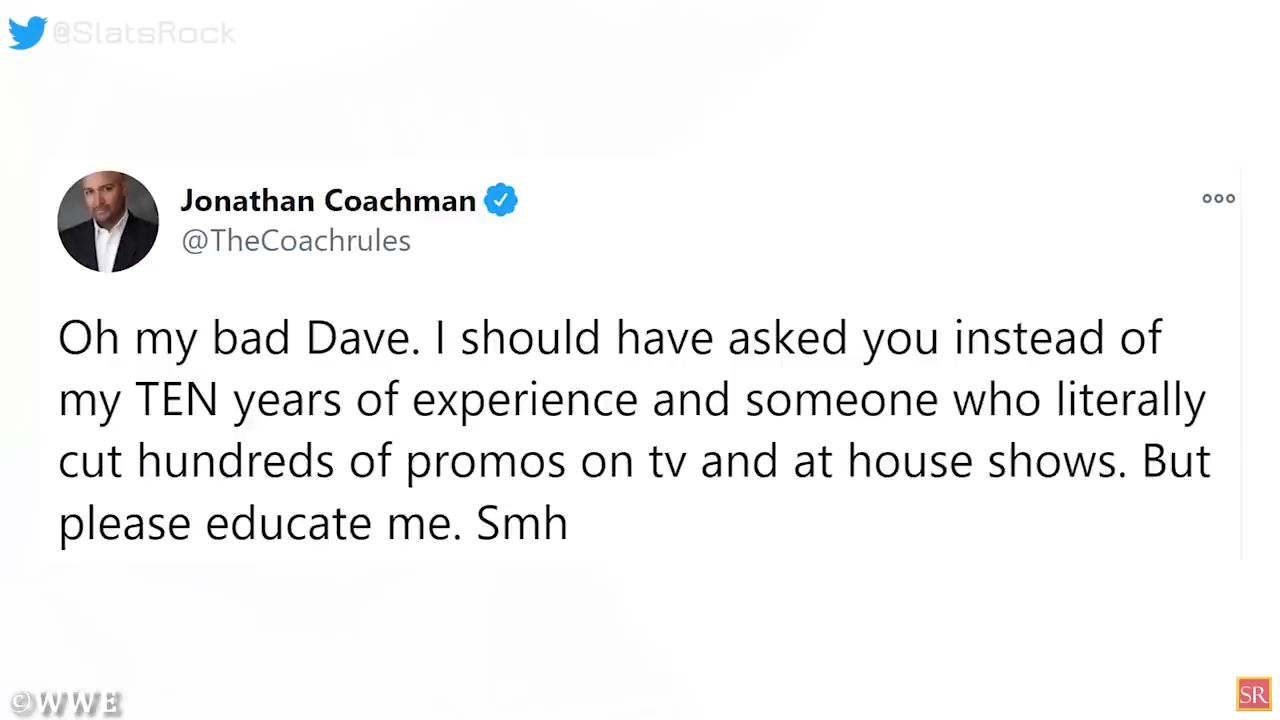 @SlatsRock
Jonathan Coachman
@TheCoachrules
Oh my bad Dave. I should have asked you instead of
my TEN years of experience and someone who literally
cut hundreds of promos on tv and at house shows. But
please educate me. Smh
©WWE
SR